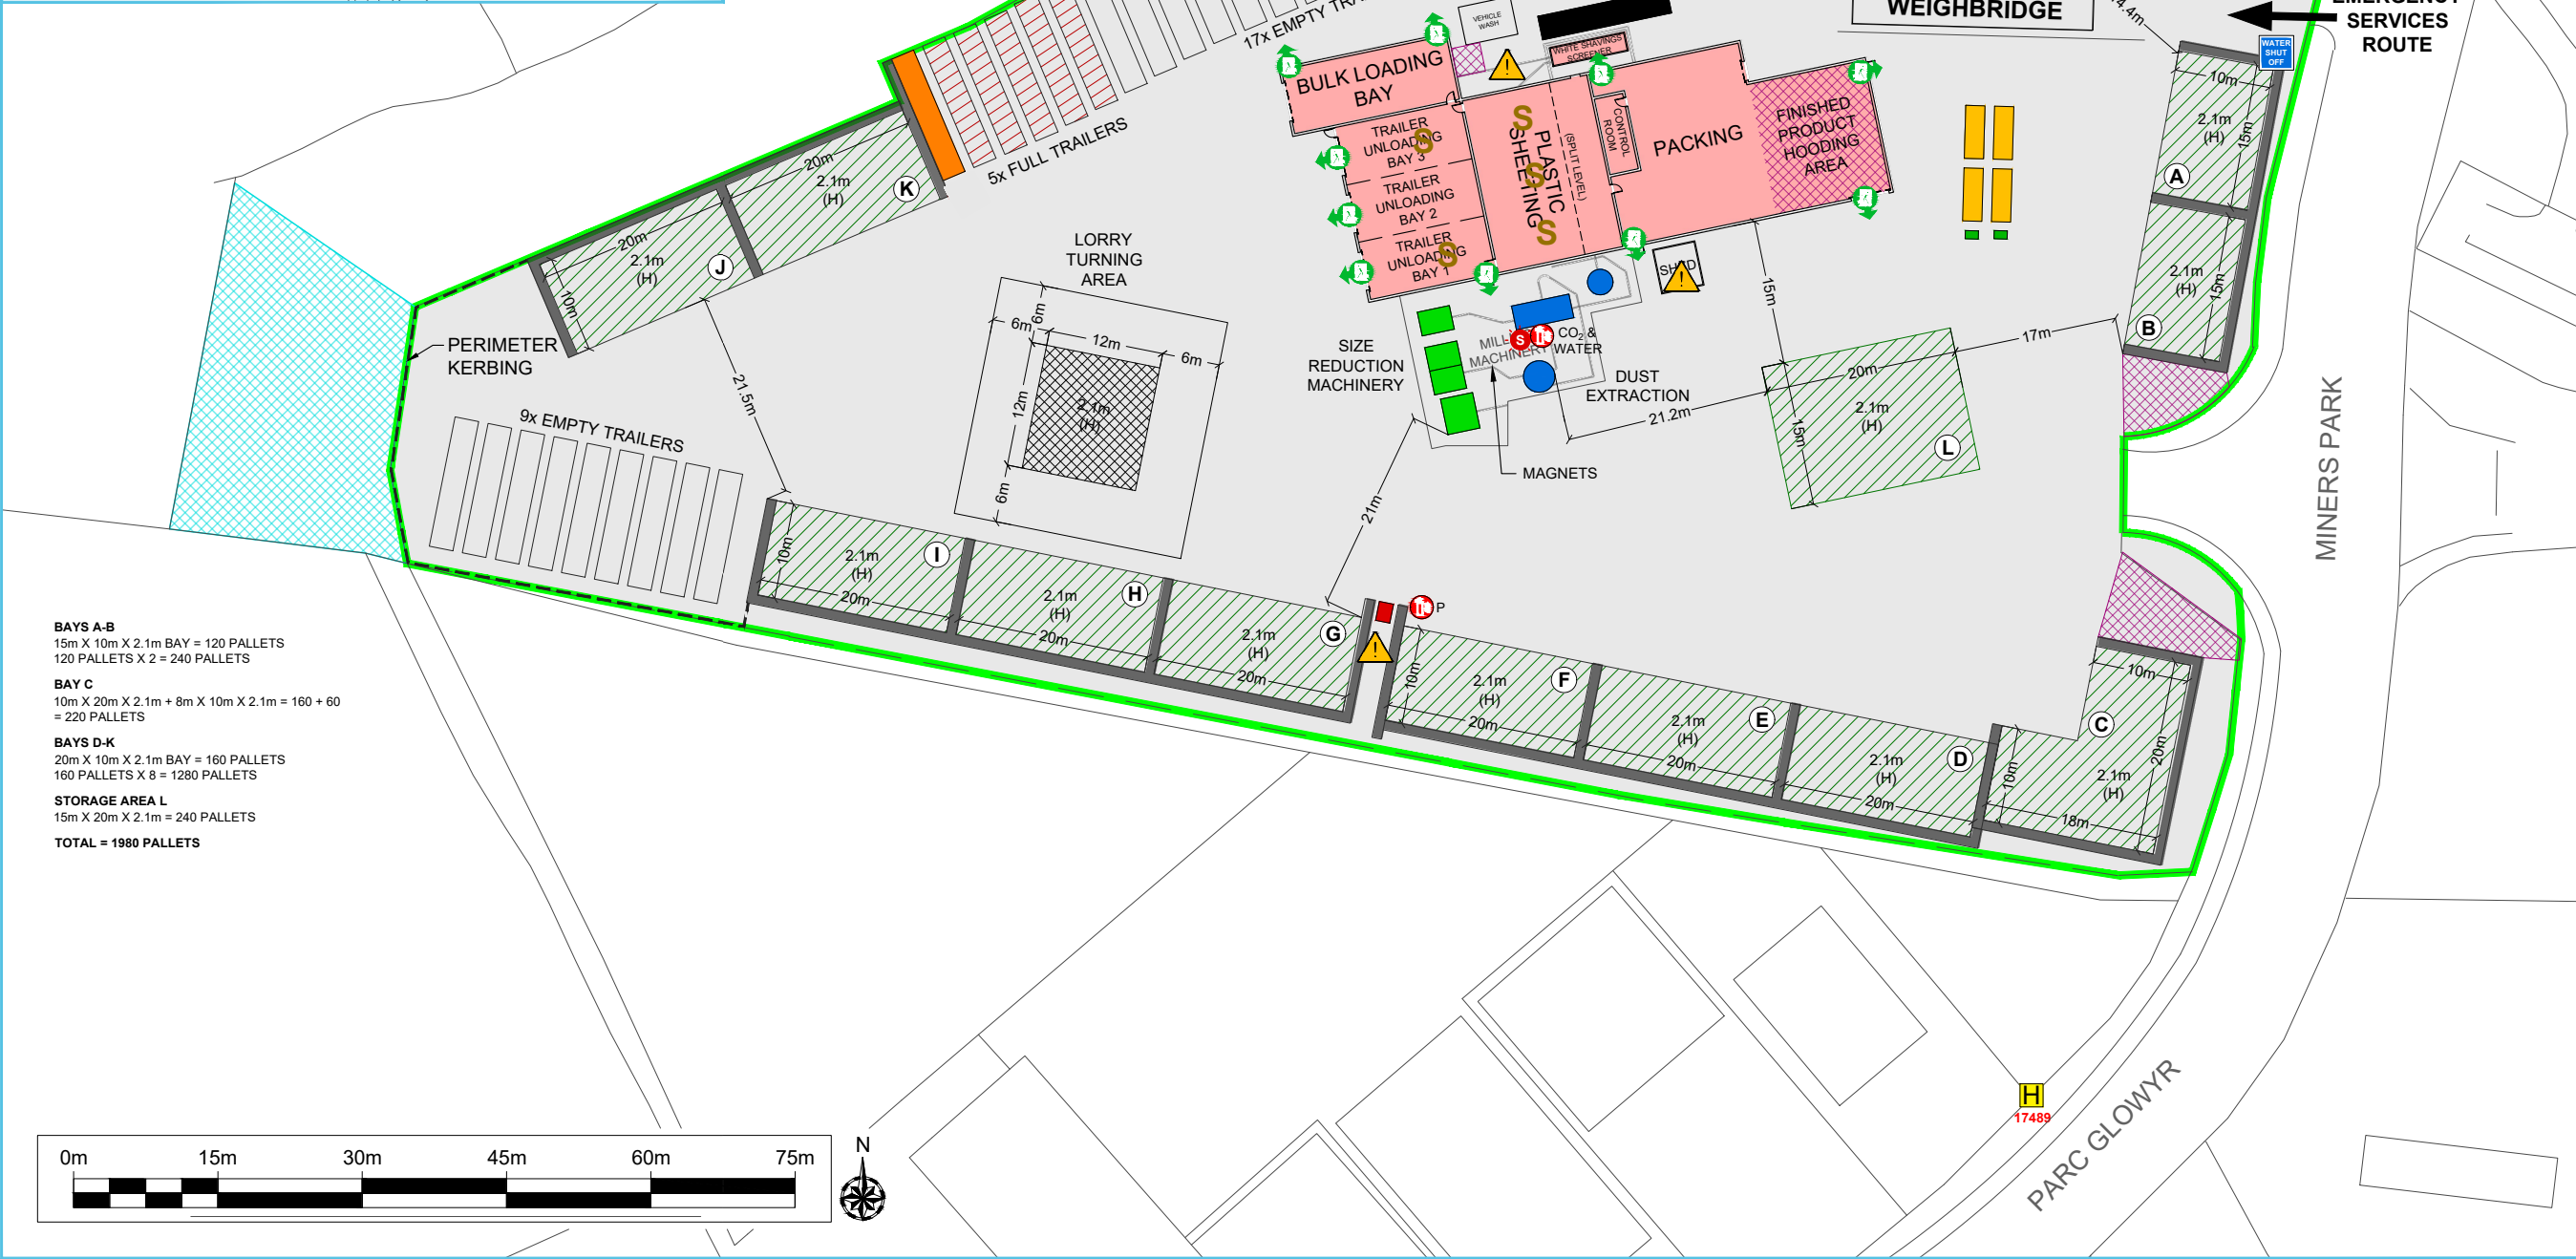 17x EMPTY
VEHICLE
WASH
WHITE SHAVINGS
SCREENER
WEIGHBRIDGE
14.4m
SERVICES
ROUTE
WATER
SHUT
OFF
BULK LOADING
BAY
TRAILER
UNLOADING
BAY 3
TRAILER
UNLOADING
BAY 2
TRAILER
UNLOADING
BAY 1
S
S
S
S
S
PLASTIC
SHEETING
(SPLIT LEVEL)
CONTROL
ROOM
PACKING
FINISHED
PRODUCT
HOODING
AREA
5x FULL TRAILERS
20m
2.1m
(H)
K
20m
2.1m
(H)
J
10m
10m
2.1m
(H)
15m
A
2.1m
(H)
15m
B
LORRY
TURNING
AREA
6m
6m
12m
6m
12m
2.1m
(H)
6m
PERIMETER
KERBING
21.5m
9x EMPTY TRAILERS
SIZE
REDUCTION
MACHINERY
MILL
MACHINERY
S
CO2 &
WATER
DUST
EXTRACTION
SHED
MAGNETS
21.2m
15m
17m
20m
2.1m
(H)
15m
L
21m
MINERS PARK
10m
2.1m
(H)
I
20m
2.1m
(H)
H
20m
2.1m
(H)
G
20m
P
10m
2.1m
(H)
F
20m
2.1m
(H)
E
20m
2.1m
(H)
D
20m
10m
C
10m
2.1m
(H)
20m
18m
BAYS A-B
15m X 10m X 2.1m BAY = 120 PALLETS
120 PALLETS X 2 = 240 PALLETS
BAY C
10m X 20m X 2.1m + 8m X 10m X 2.1m = 160 + 60
= 220 PALLETS
BAYS D-K
20m X 10m X 2.1m BAY = 160 PALLETS
160 PALLETS X 8 = 1280 PALLETS
STORAGE AREA L
15m X 20m X 2.1m = 240 PALLETS
TOTAL = 1980 PALLETS
H
17489
PARC GLOWYR
0m 15m 30m 45m 60m 75m
N